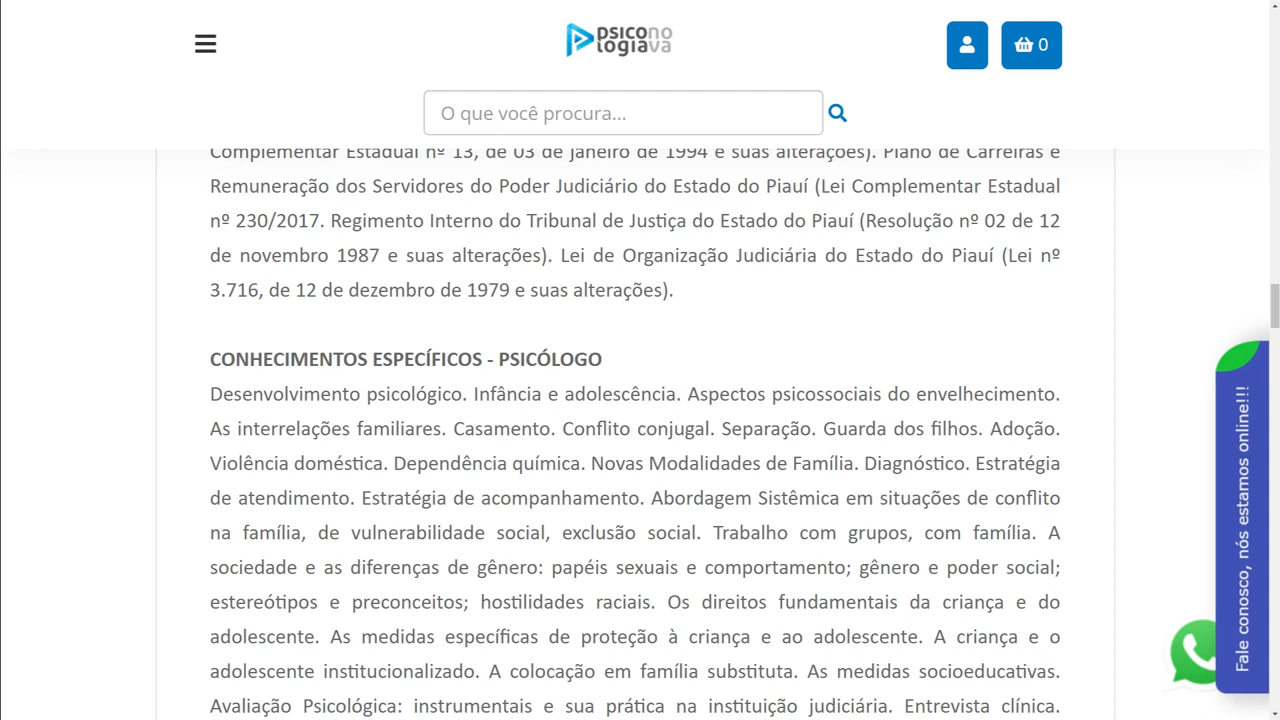 psicono
logiava
0
O que você procura...
Complementar Estadual nº 13, de 03 de janeiro de 1994 e suas alterações). Plano de Carreiras e
Remuneração dos Servidores do Poder Judiciário do Estado do Piauí (Lei Complementar Estadual
nº 230/2017. Regimento Interno do Tribunal de Justiça do Estado do Piauí (Resolução nº 02 de 12
de novembro 1987 e suas alterações). Lei de Organização Judiciária do Estado do Piauí (Lei nº
3.716, de 12 de dezembro de 1979 e suas alterações).
CONHECIMENTOS ESPECÍFICOS - PSICÓLOGO
Desenvolvimento psicológico. Infância e adolescência. Aspectos psicossociais do envelhecimento.
As interrelações familiares. Casamento. Conflito conjugal. Separação. Guarda dos filhos. Adoção.
Violência doméstica. Dependência química. Novas Modalidades de Família. Diagnóstico. Estratégia
de atendimento. Estratégia de acompanhamento. Abordagem Sistêmica em situações de conflito
na família, de vulnerabilidade social, exclusão social. Trabalho com grupos, com família. A
sociedade e as diferenças de gênero: papéis sexuais e comportamento; gênero e poder social;
estereótipos e preconceitos; hostilidades raciais. Os direitos fundamentais da criança e do
adolescente. As medidas específicas de proteção à criança e ao adolescente. A criança e o
adolescente institucionalizado. A colocação em família substituta. As medidas socioeducativas.
Avaliação Psicológica: instrumentais e sua prática na instituição judiciária. Entrevista clínica.
Fale conosco, nós estamos online!!!